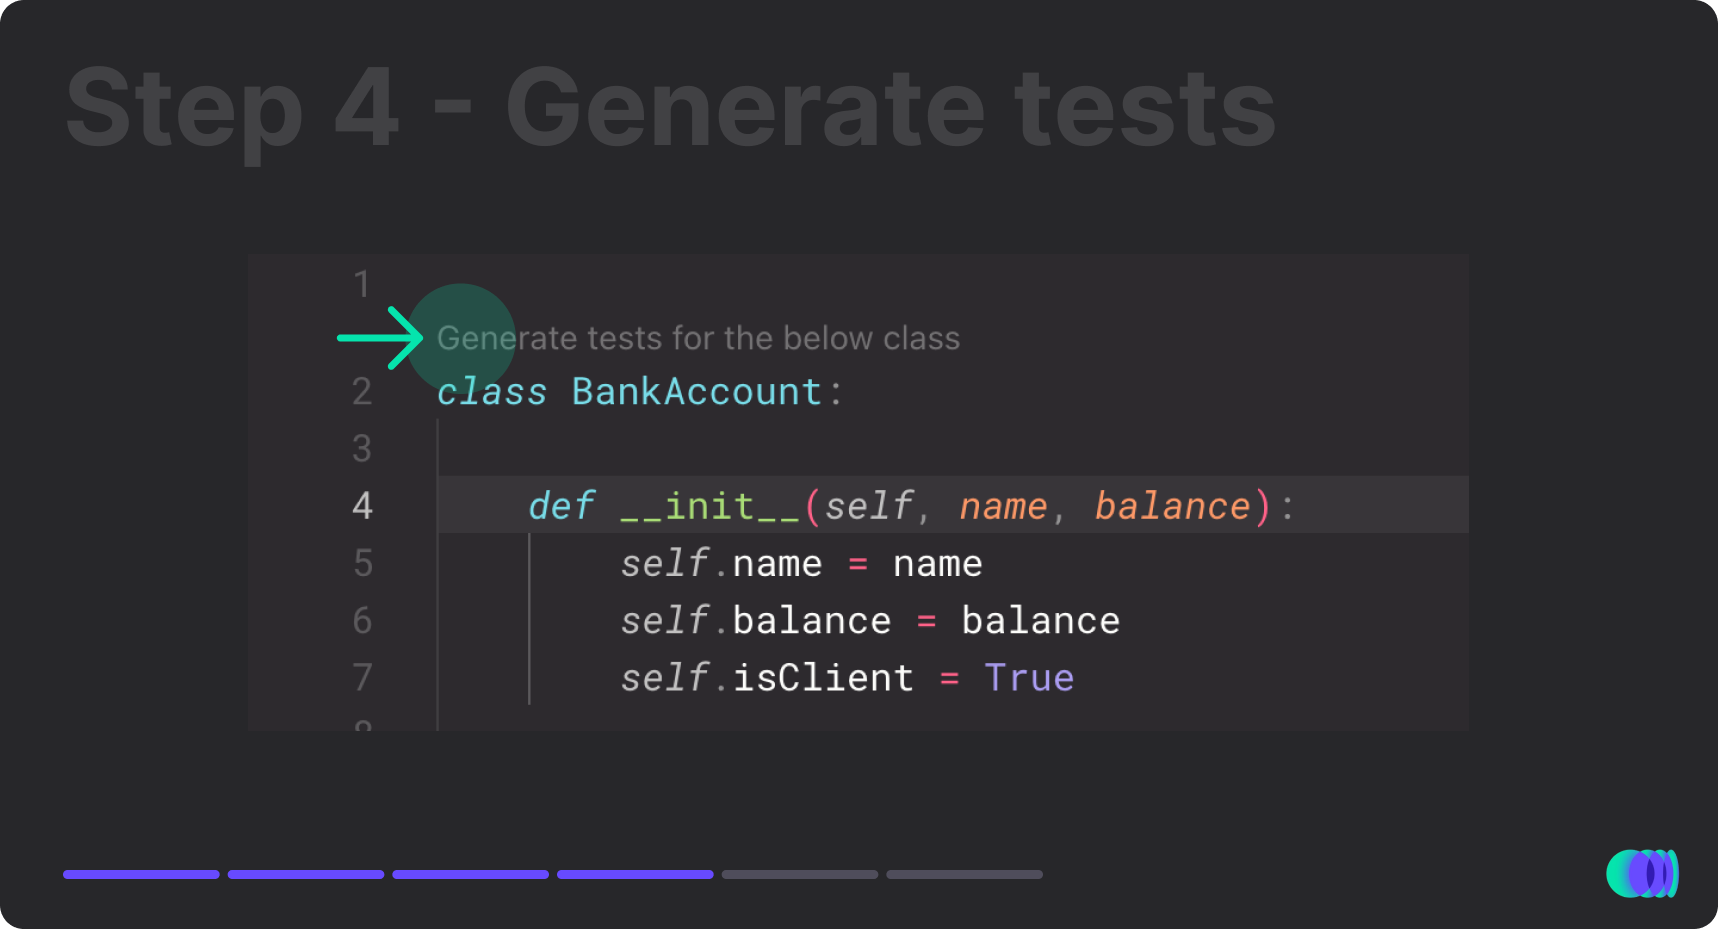 Step 4 - Generate tests
1
Generate tests for the below class
2 class BankAccount:
3
4 def __init__(self, name, balance):
5 self.name = name
6 self.balance = balance
7 self.isClient = True
8